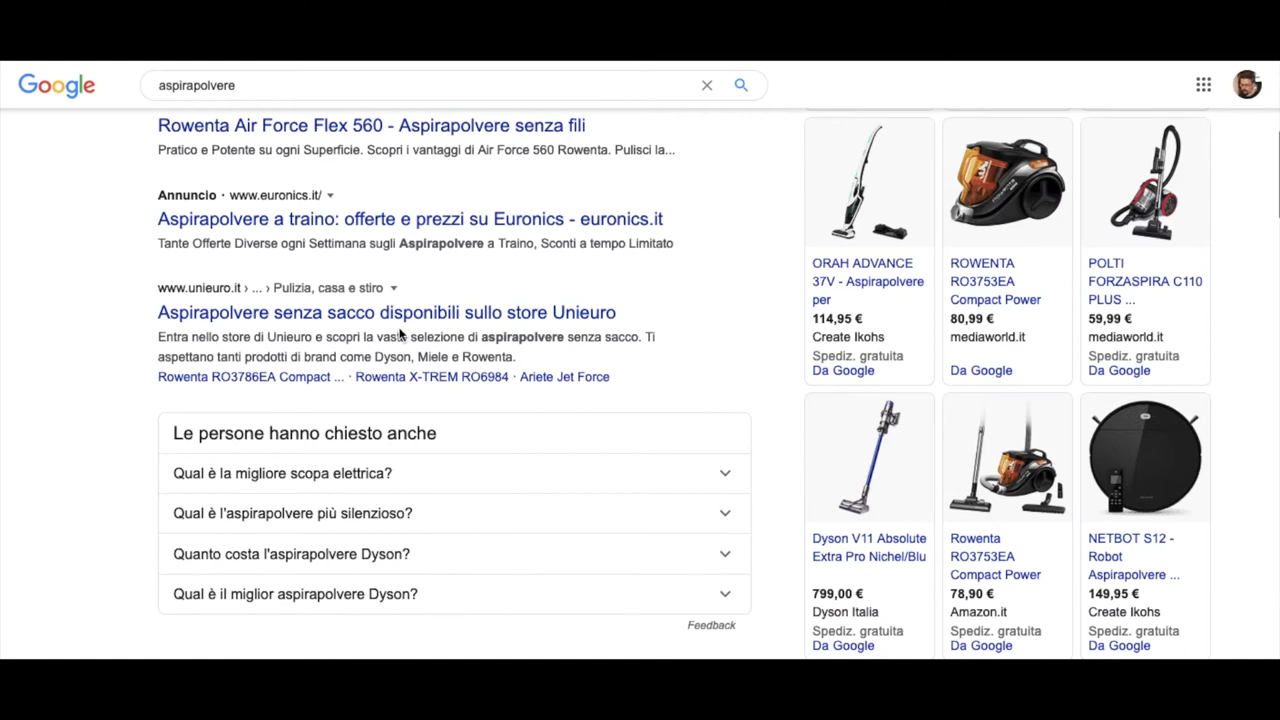 Google
aspirapolvere
Rowenta Air Force Flex 560 - Aspirapolvere senza fili
Pratico e Potente su ogni Superficie. Scopri i vantaggi di Air Force 560 Rowenta. Pulisci la...
Annuncio · www.euronics.it/
Aspirapolvere a traino: offerte e prezzi su Euronics - euronics.it
Tante Offerte Diverse ogni Settimana sugli Aspirapolvere a Traino, Sconti a tempo Limitato
www.unieuro.it › ... › Pulizia, casa e stiro
Aspirapolvere senza sacco disponibili sullo store Unieuro
Entra nello store di Unieuro e scopri la vasta selezione di aspirapolvere senza sacco. Ti
aspettano tanti prodotti di brand come Dyson, Miele e Rowenta.
Rowenta RO3786EA Compact ... · Rowenta X-TREM RO6984 · Ariete Jet Force
Le persone hanno chiesto anche
Qual è la migliore scopa elettrica?
Qual è l'aspirapolvere più silenzioso?
Quanto costa l'aspirapolvere Dyson?
Qual è il miglior aspirapolvere Dyson?
Feedback
ORAH ADVANCE
37V - Aspirapolvere
per
114,95 €
Create Ikohs
Spediz. gratuita
Da Google
ROWENTA
RO3753EA
Compact Power
80,99 €
mediaworld.it
Da Google
POLTI
FORZASPIRA C110
PLUS ...
59,99 €
mediaworld.it
Spediz. gratuita
Da Google
Dyson V11 Absolute
Extra Pro Nichel/Blu
799,00 €
Dyson Italia
Spediz. gratuita
Da Google
Rowenta
RO3753EA
Compact Power
78,90 €
Amazon.it
Spediz. gratuita
Da Google
NETBOT S12 -
Robot
Aspirapolvere ...
149,95 €
Create Ikohs
Spediz. gratuita
Da Google